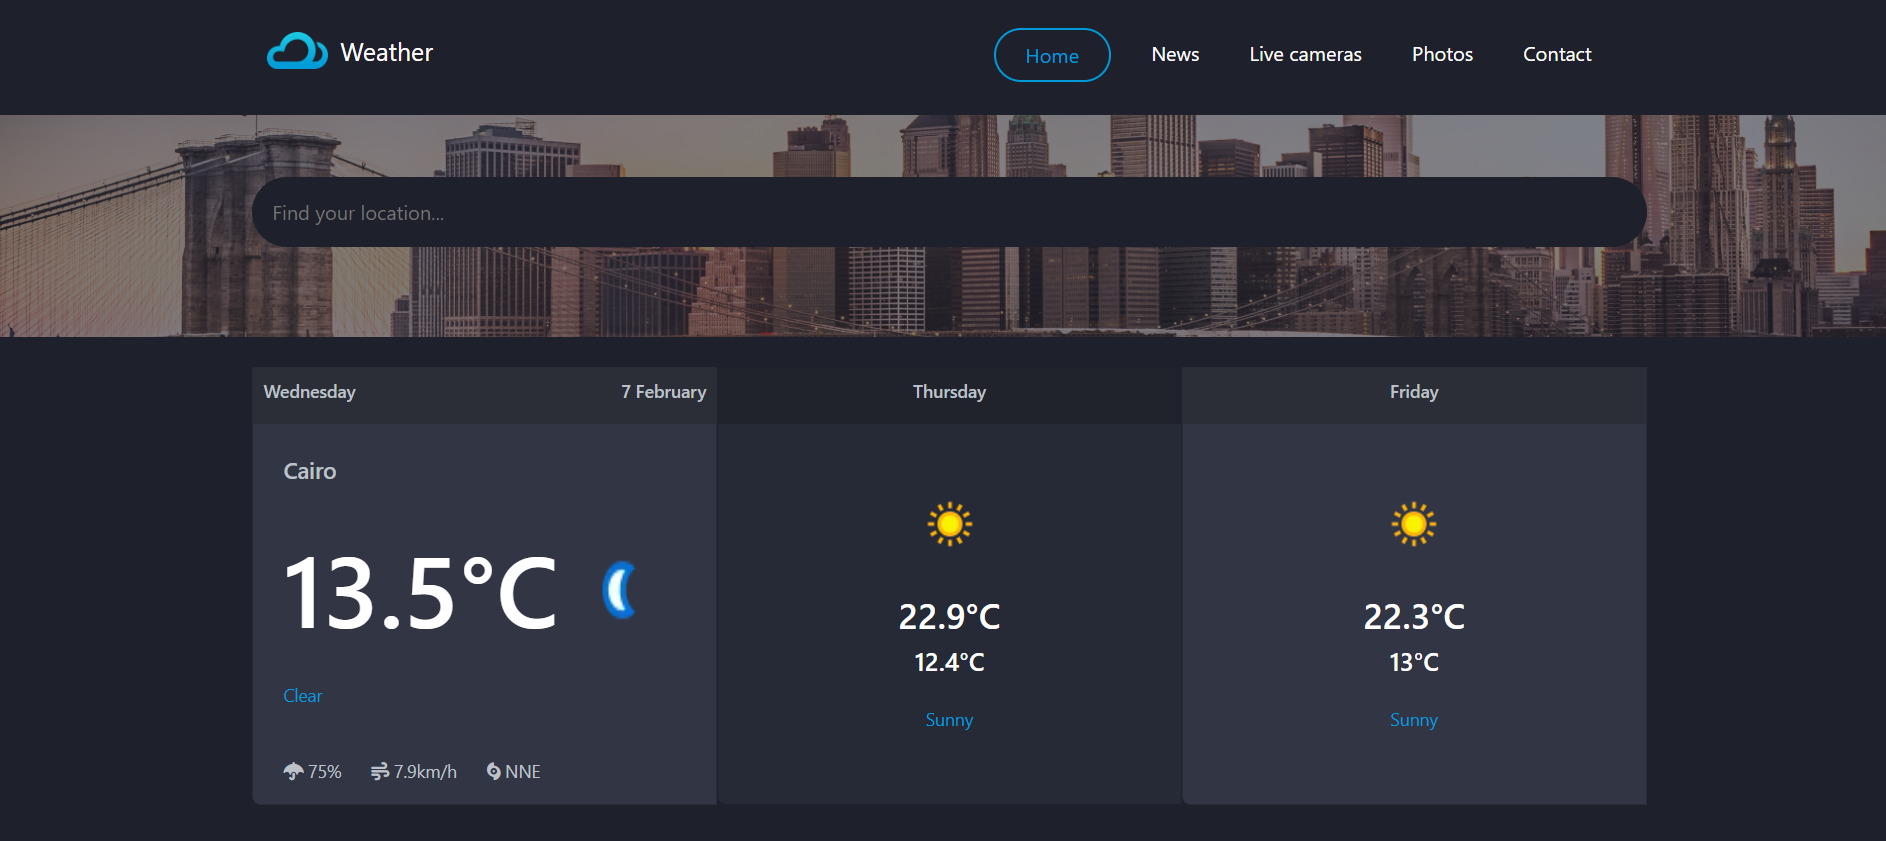 Weather
Home News Live cameras Photos Contact
Find your location...
Wednesday 7 February
Cairo
13.5°C
Clear
75% 7.9km/h NNE
Thursday
22.9°C
12.4°C
Sunny
Friday
22.3°C
13°C
Sunny